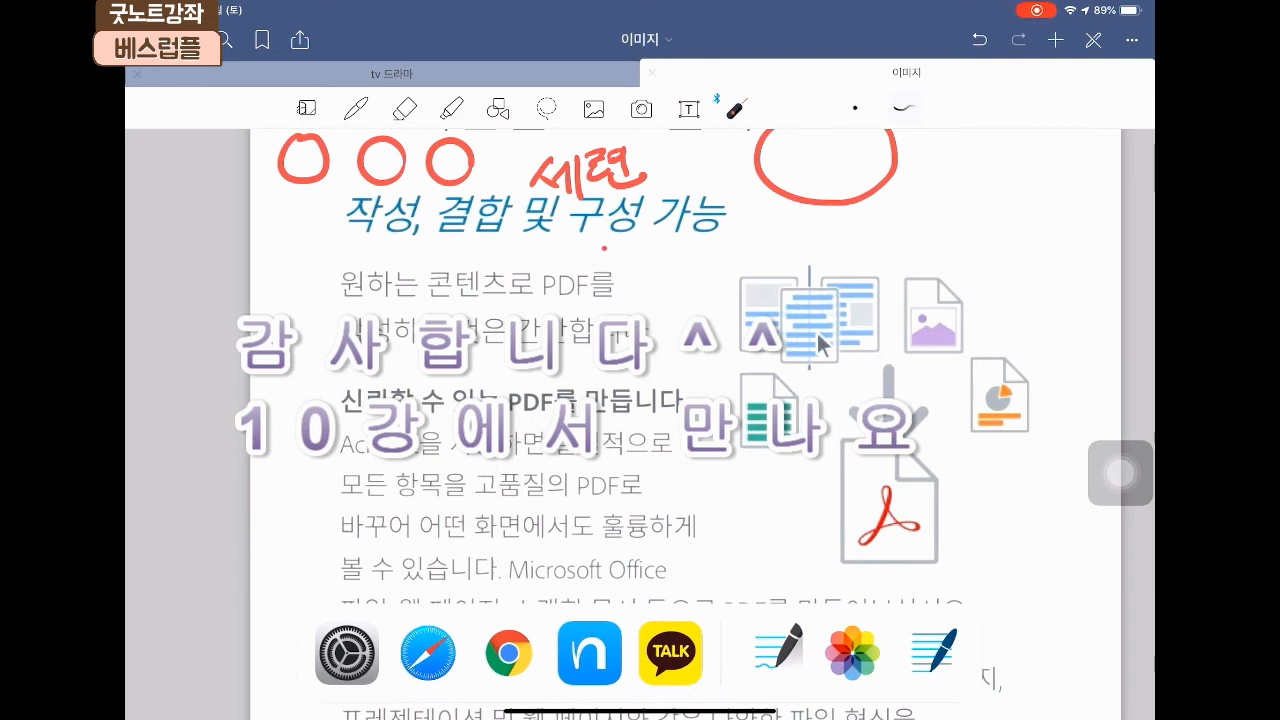 굿노트강좌
베스럽플
(토)
89%
이미지
tv 드라마
이미지
T
세련
작성, 결합 및 구성 가능
원하는 콘텐츠로 PDF를
감사합니다^^
신뢰할 수 있는 PDF를 만듭니다
10강에서 만나요
모든 항목을 고품질의 PDF로
바꾸어 어떤 화면에서도 훌륭하게
볼 수 있습니다. Microsoft Office
TALK
지,